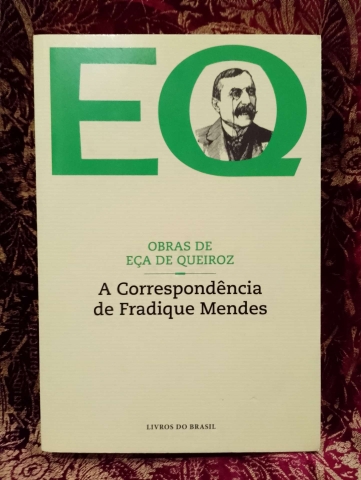 EQ
OBRAS DE
EÇA DE QUEIROZ
A Correspondência
de Fradique Mendes
LIVROS DO BRASIL